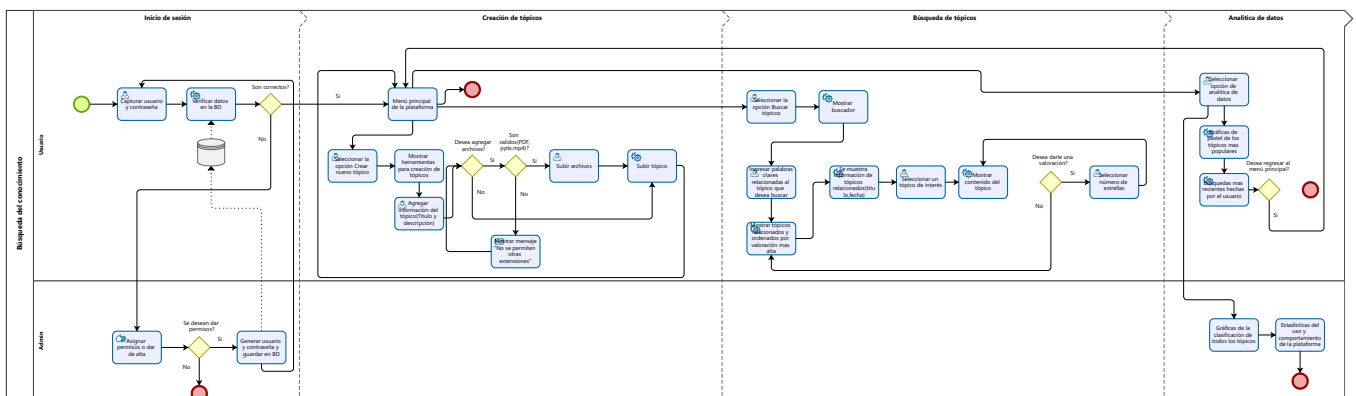 Inicio de sesión
Creación de tópicos
Búsqueda de tópicos
Analítica de datos
Búsqueda del conocimiento
Usuario
Admin
Capturar usuario
y contraseña
Verificar datos
en la BD
Son correctos?
Si
No
Asignar
permisos o dar
de alta
Se desean dar
permisos?
Si
No
Generar usuario
y contraseña y
guardar en BD
Menú principal
de la plataforma
Seleccionar la
opción Crear
nuevo tópico
Mostrar
herramientas
para creación de
tópicos
Agregar
información del
tópico(Titulo y
descripción)
Desea agregar
archivos?
Si
No
Son
validos(PDF,
pptx,mp4)?
Si
No
Subir archivos
Subir tópico
Mostrar mensaje
"No se permiten
otras
extensiones"
Seleccionar la
opción Buscar
tópicos
Mostrar
buscador
Ingresar palabras
claves
relacionadas al
tópico que
desea buscar
Mostrar tópicos
relacionados y
ordenados por
valoración mas
alta
Se muestra
información de
tópicos
relacionados(titu
lo,fecha)
Seleccionar un
tópico de interés
Mostrar
contenido del
tópico
Desea darle una
valoración?
Si
No
Seleccionar
número de
estrellas
Seleccionar
opción de
analítica de
datos
Gráficas de
pastel de los
tópicos mas
populares
Búsquedas mas
recientes hechas
por el usuario
Desea regresar al
menú principal?
Si
Gráficas de la
clasificación de
todos los tópicos
Estadísticas del
uso y
comportamiento
de la plataforma